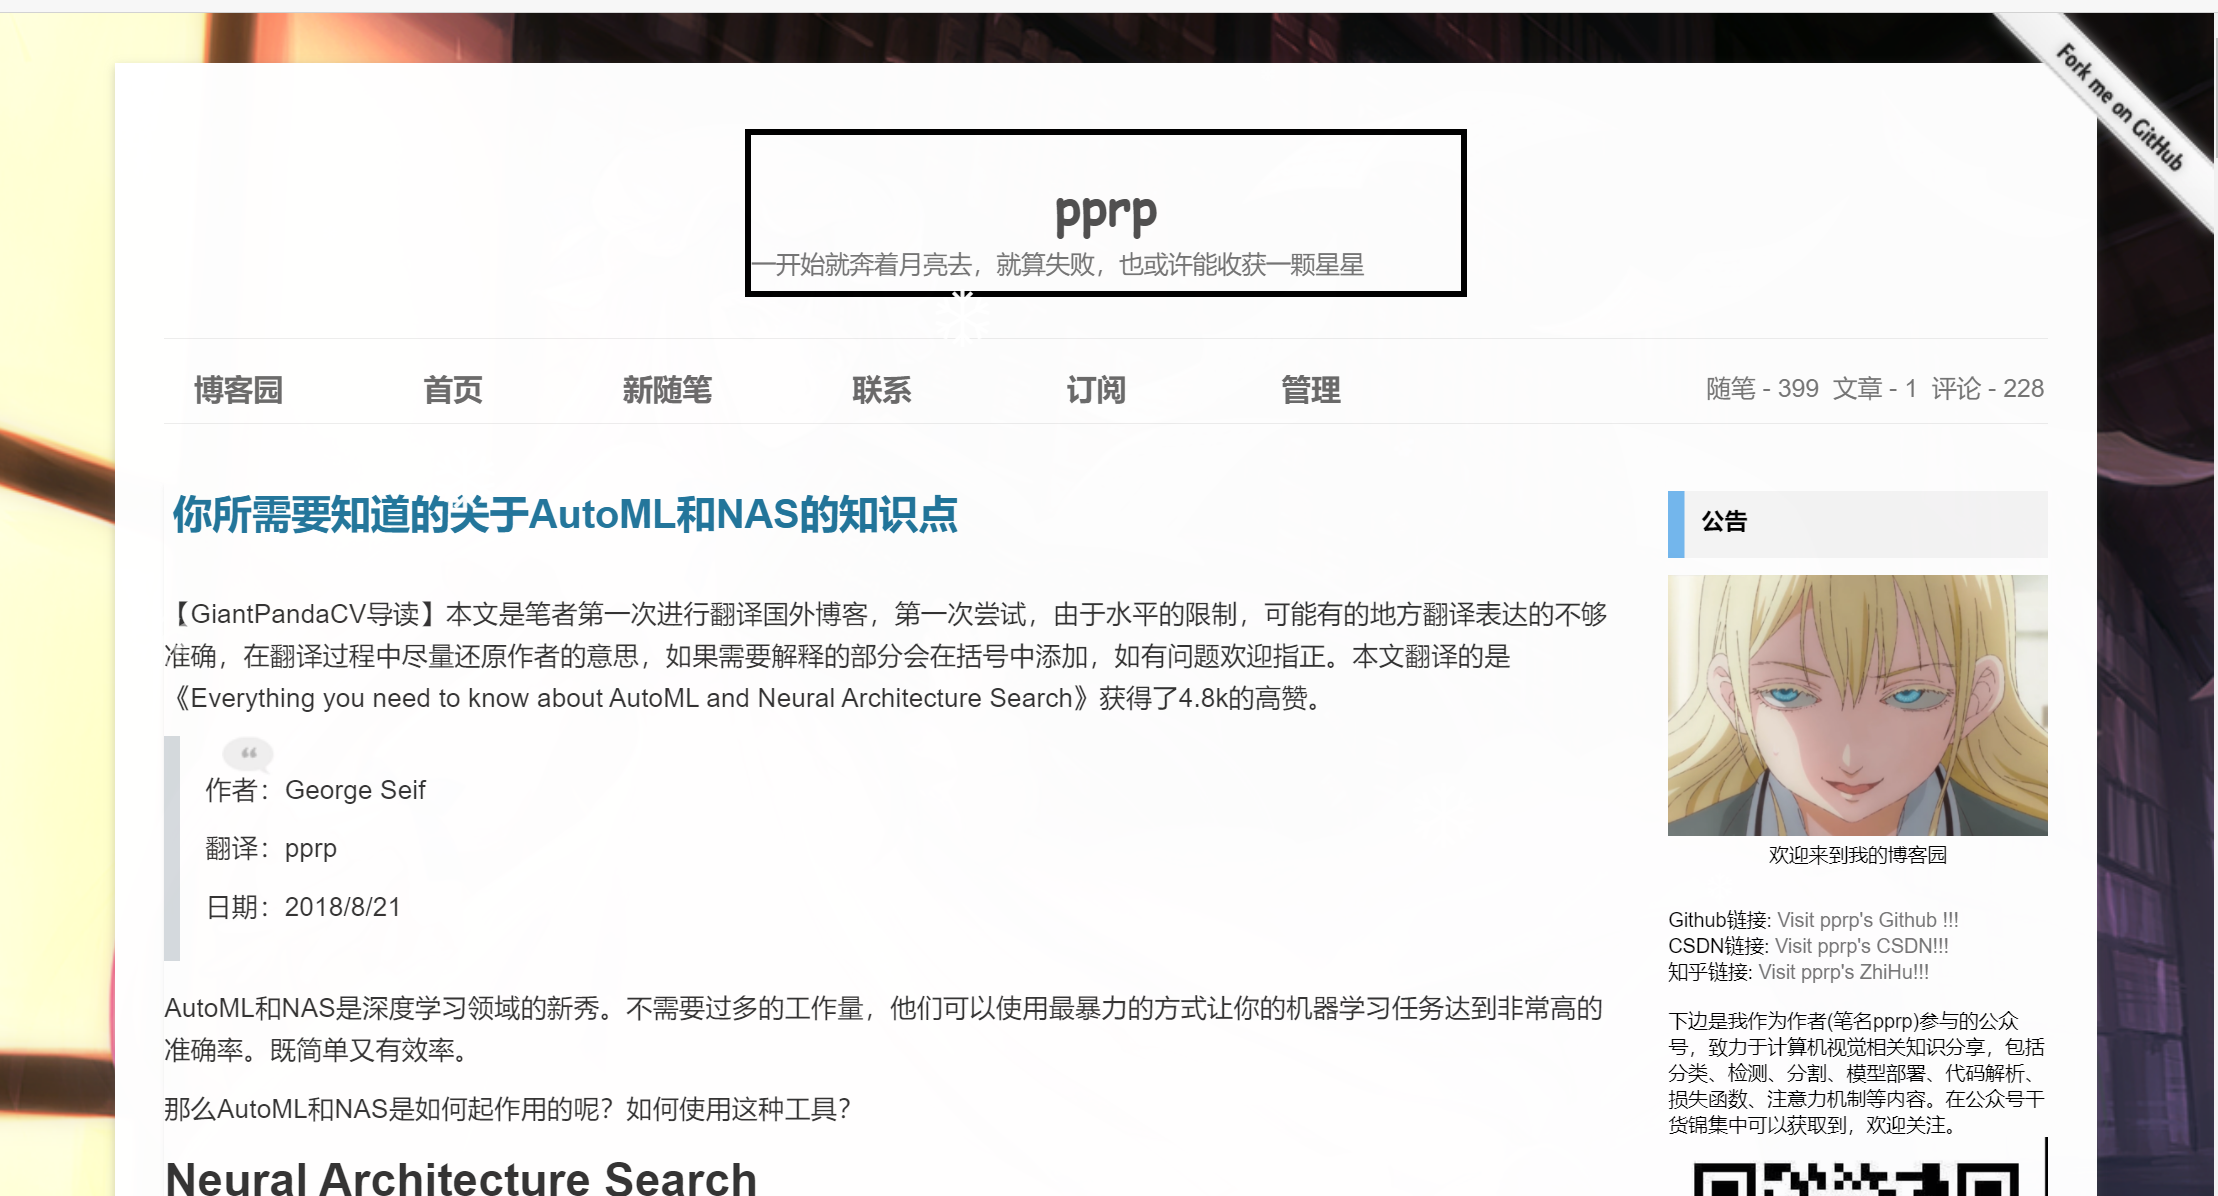 Fork me on GitHub
pprp
一开始就奔着月亮去，就算失败，也或许能收获一颗星星
博客园 首页 新随笔 联系 订阅 管理 随笔 - 399 文章 - 1 评论 - 228
你所需要知道的关于AutoML和NAS的知识点
【GiantPandaCV导读】本文是笔者第一次进行翻译国外博客，第一次尝试，由于水平的限制，可能有的地方翻译表达的不够
准确，在翻译过程中尽量还原作者的意思，如果需要解释的部分会在括号中添加，如有问题欢迎指正。本文翻译的是
《Everything you need to know about AutoML and Neural Architecture Search》获得了4.8k的高赞。
作者：George Seif
翻译：pprp
日期：2018/8/21
AutoML和NAS是深度学习领域的新秀。不需要过多的工作量，他们可以使用最暴力的方式让你的机器学习任务达到非常高的
准确率。既简单又有效率。
那么AutoML和NAS是如何起作用的呢？如何使用这种工具？
Neural Architecture Search
公告
欢迎来到我的博客园
Github链接: Visit pprp's Github !!!
CSDN链接: Visit pprp's CSDN!!!
知乎链接: Visit pprp's ZhiHu!!!
下边是我作为作者(笔名pprp)参与的公众
号，致力于计算机视觉相关知识分享，包括
分类、检测、分割、模型部署、代码解析、
损失函数、注意力机制等内容。在公众号干
货锦集中可以获取到，欢迎关注。